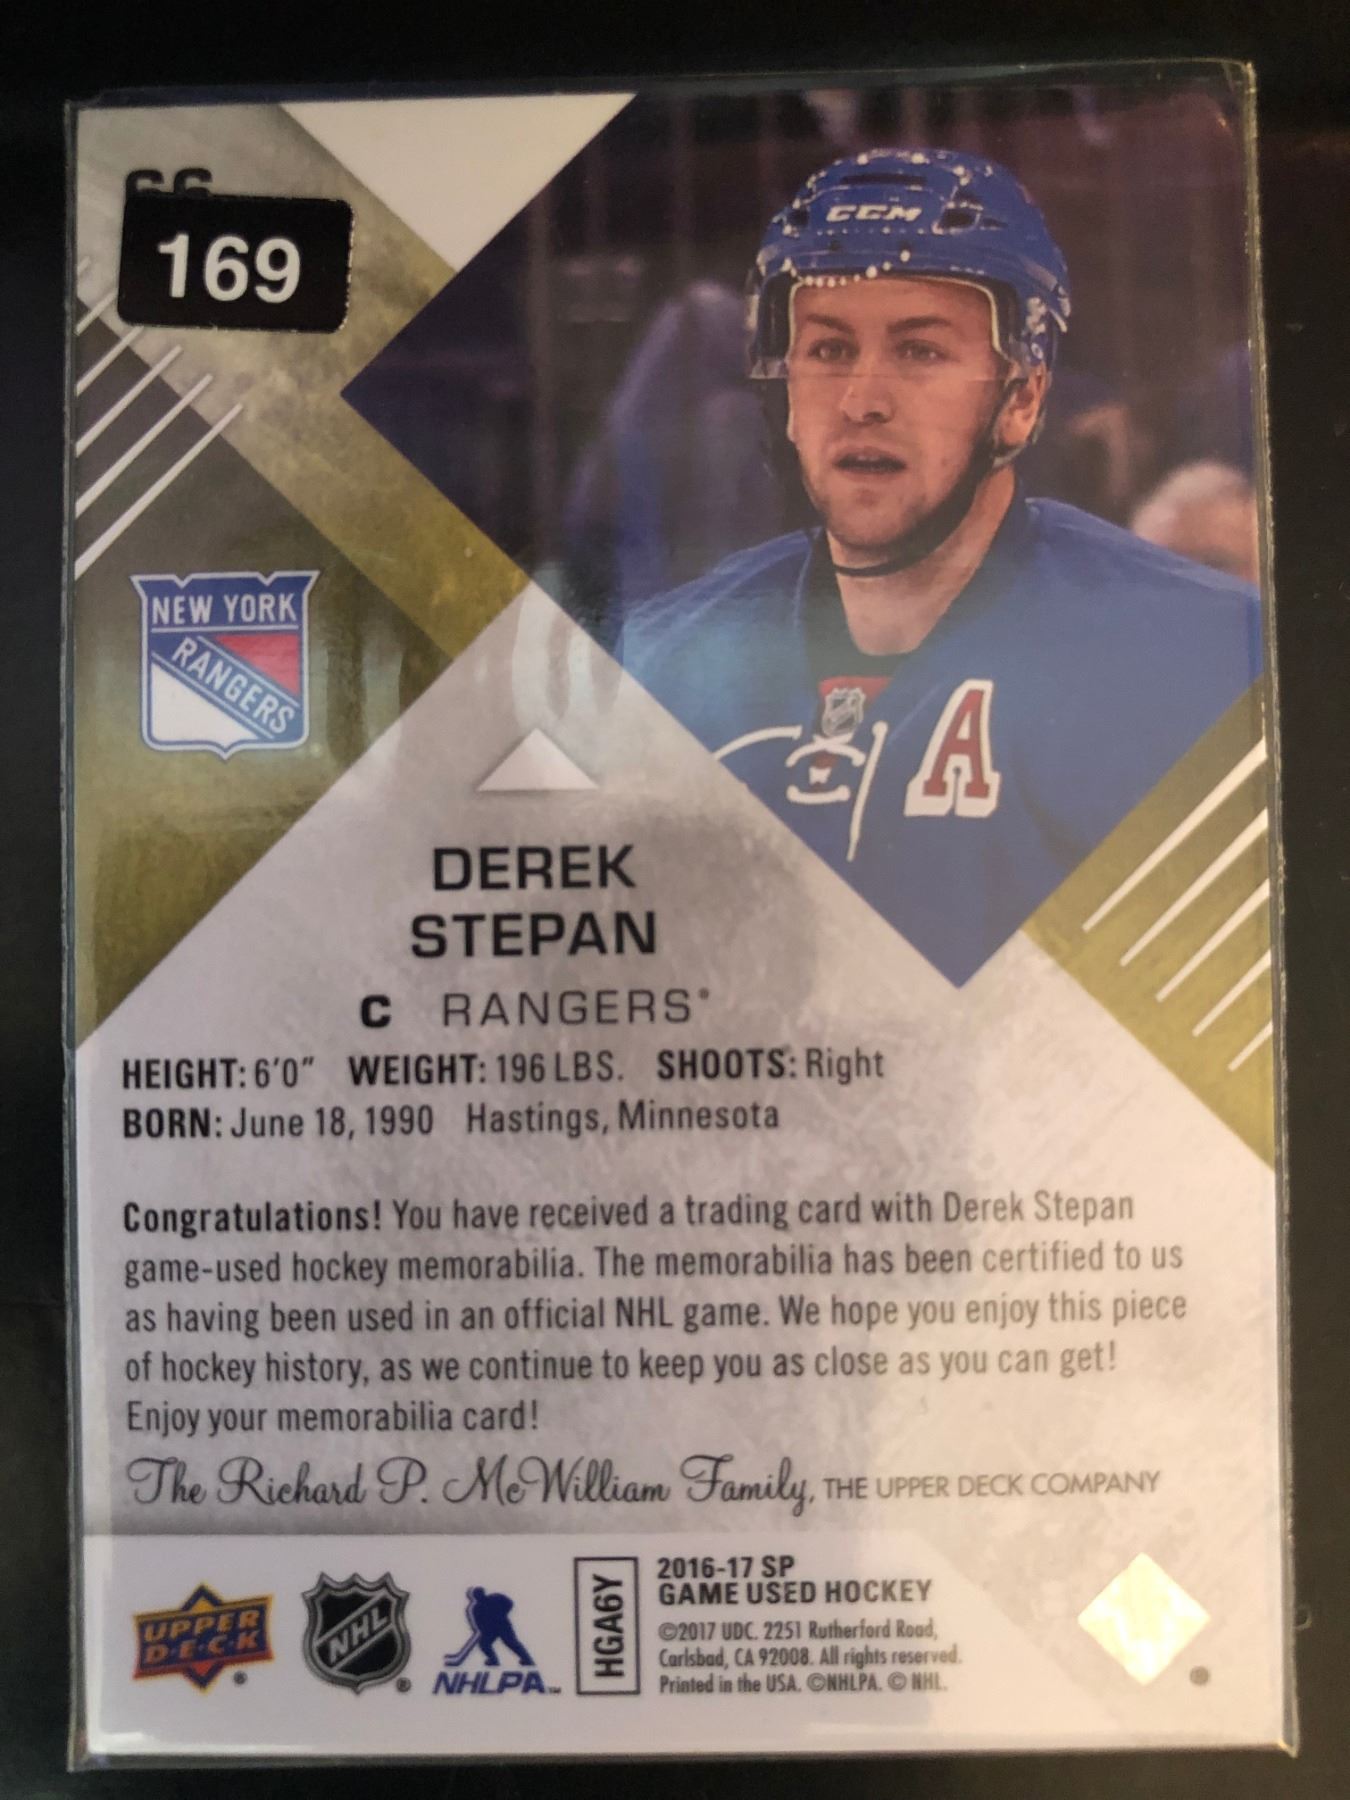 169
CCM
A
NEW YORK
RANGERS
DEREK
STEPAN
C RANGERS
HEIGHT: 6'0" WEIGHT: 196 LBS. SHOOTS: Right
BORN: June 18, 1990 Hastings, Minnesota
Congratulations! You have received a trading card with Derek Stepan
game-used hockey memorabilia. The memorabilia has been certified to us
as having been used in an official NHL game. We hope you enjoy this piece
of hockey history, as we continue to keep you as close as you can get!
Enjoy your memorabilia card!
The Richard P. McWilliam Family, THE UPPER DECK COMPANY
UPPER
D·E·C·K
®
NHL
®
NHLPA™
HGA6Y
2016-17 SP
GAME USED HOCKEY
©2017 UDC. 2251 Rutherford Road,
Carlsbad, CA 92008. All rights reserved.
Printed in the USA. ©NHLPA. © NHL.